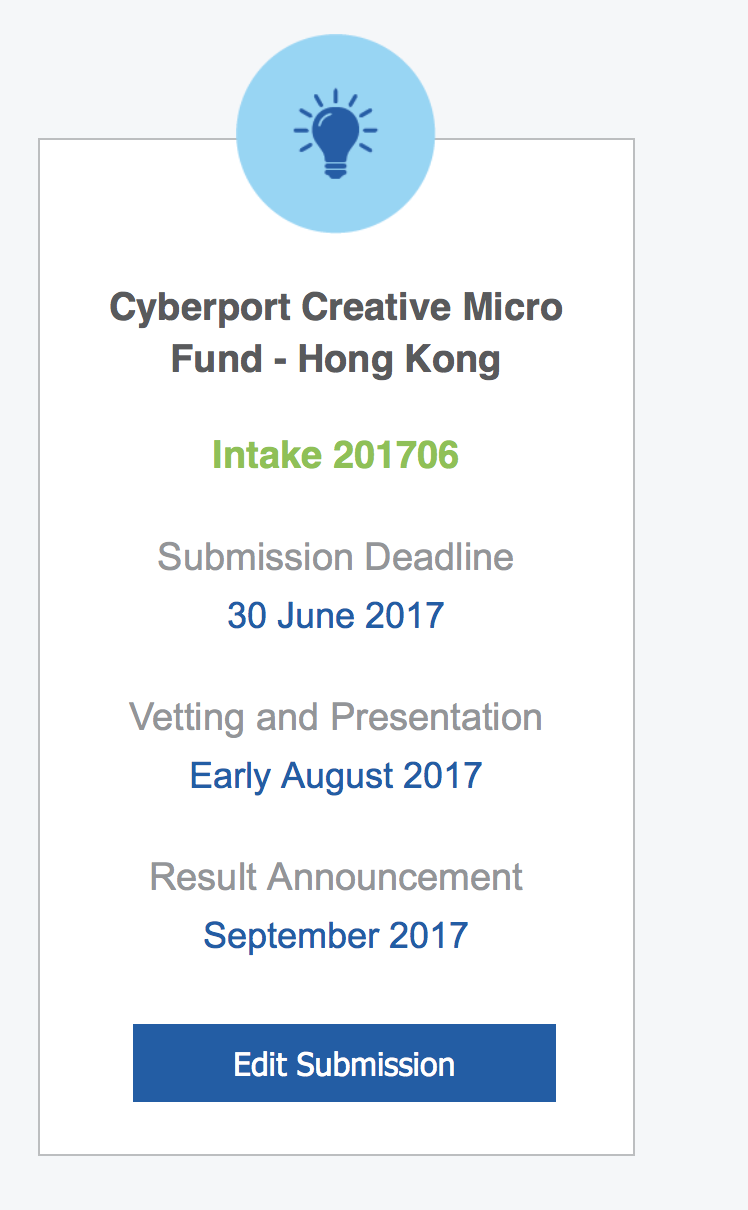 Cyberport Creative Micro
Fund - Hong Kong
Intake 201706
Submission Deadline
30 June 2017
Vetting and Presentation
Early August 2017
Result Announcement
September 2017
Edit Submission